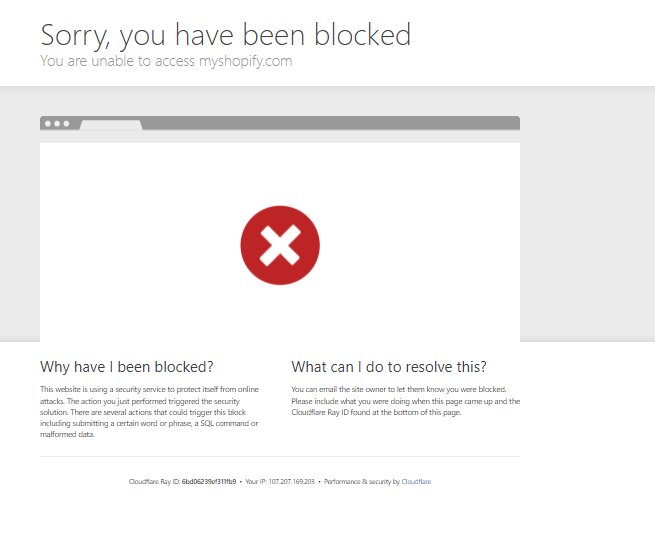 Sorry, you have been blocked
You are unable to access myshopify.com
Why have I been blocked?
This website is using a security service to protect itself from online
attacks. The action you just performed triggered the security
solution. There are several actions that could trigger this block
including submitting a certain word or phrase, a SQL command or
malformed data.
What can I do to resolve this?
You can email the site owner to let them know you were blocked.
Please include what you were doing when this page came up and the
Cloudflare Ray ID found at the bottom of this page.
Cloudflare Ray ID: 6bd06239ef311fb9 • Your IP: 107.207.169.203 • Performance & security by Cloudflare